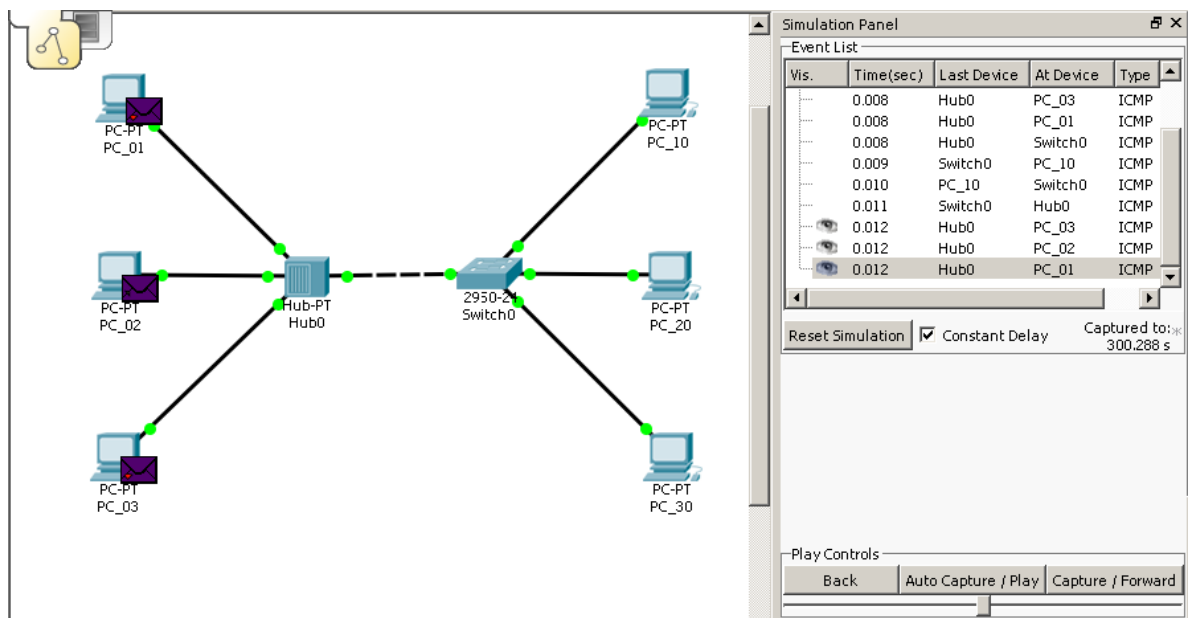 PC-PT
PC_01
PC-PT
PC_10
PC-PT
PC_02
Hub-PT
Hub0
2950-24
Switch0
PC-PT
PC_20
PC-PT
PC_03
PC-PT
PC_30
Simulation Panel
Event List
Vis. Time(sec) Last Device At Device Type
0.008 Hub0 PC_03 ICMP
0.008 Hub0 PC_01 ICMP
0.008 Hub0 Switch0 ICMP
0.009 Switch0 PC_10 ICMP
0.010 PC_10 Switch0 ICMP
0.011 Switch0 Hub0 ICMP
0.012 Hub0 PC_03 ICMP
0.012 Hub0 PC_02 ICMP
0.012 Hub0 PC_01 ICMP
Reset Simulation Constant Delay Captured to:*
300.288 s
Play Controls
Back Auto Capture / Play Capture / Forward